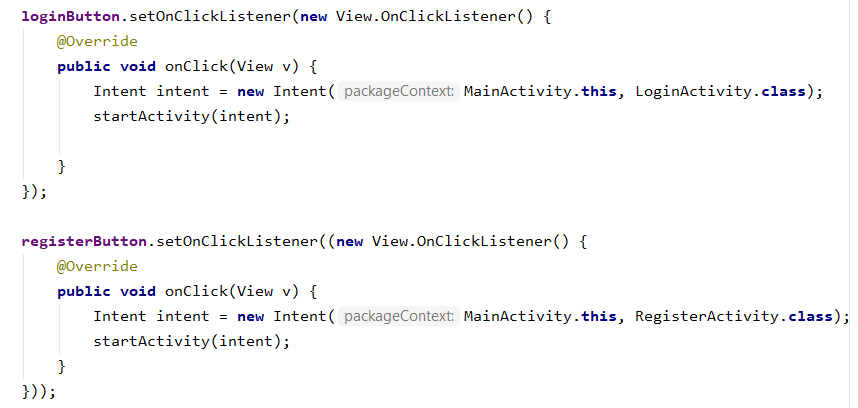 loginButton.setOnClickListener(new View.OnClickListener() {
    @Override
    public void onClick(View v) {
        Intent intent = new Intent( packageContext: MainActivity.this, LoginActivity.class);
        startActivity(intent);

    }
});

registerButton.setOnClickListener((new View.OnClickListener() {
    @Override
    public void onClick(View v) {
        Intent intent = new Intent( packageContext: MainActivity.this, RegisterActivity.class);
        startActivity(intent);
    }
}));